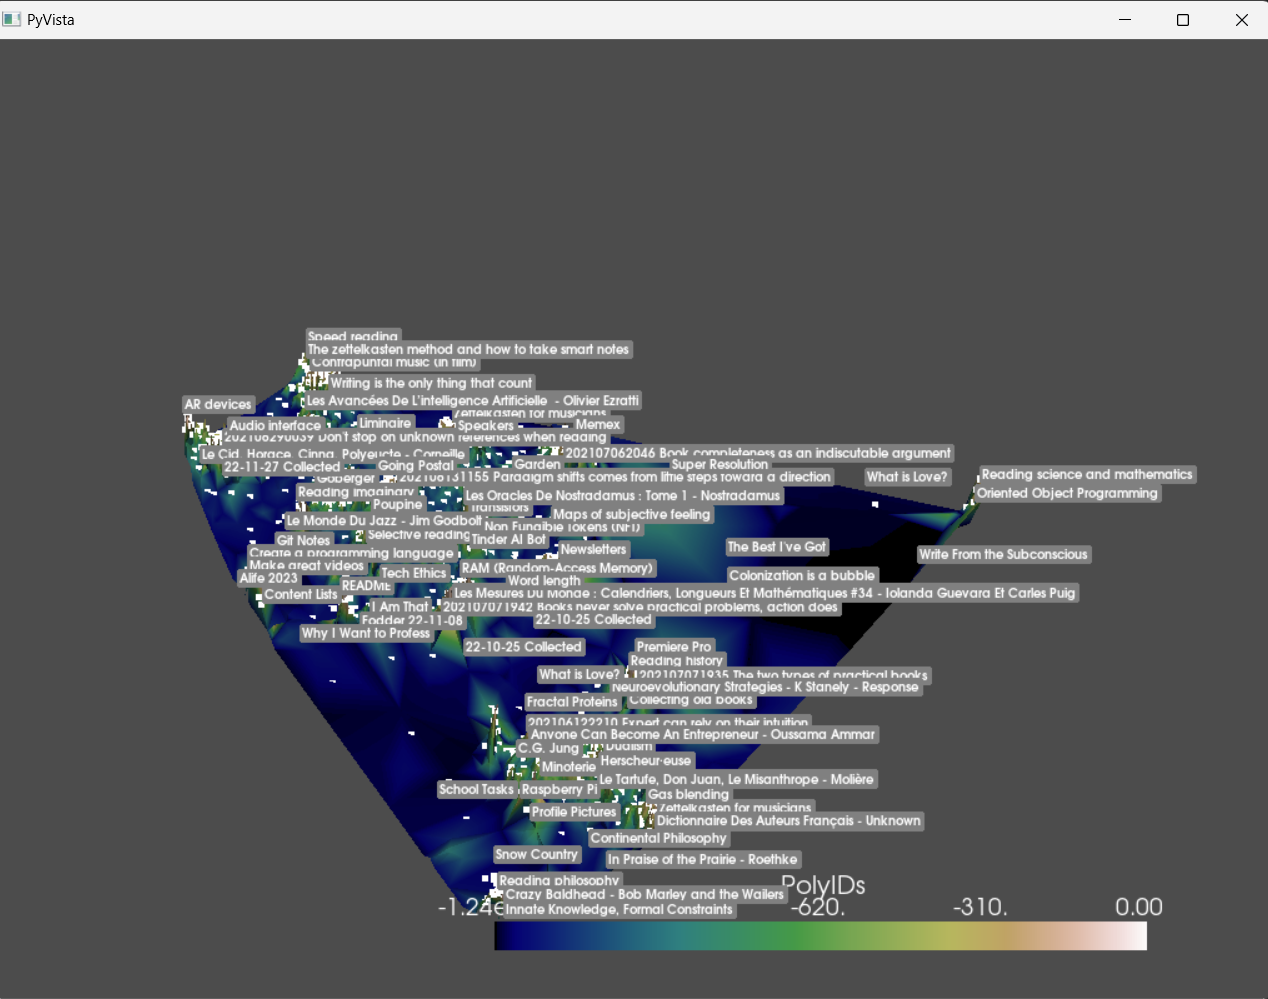 PyVista
Speed reading
The zettelkasten method and how to take smart notes
Contrapuntal music (in film)
Writing is the only thing that count
Les Avancées De L'intelligence Artificielle - Olivier Ezratti
AR devices
Zettelkasten for musicians
Audio interface
Liminaire
Speakers
Memex
202108290039 Don't stop on unknown references when reading
Le Cid, Horace, Cinna, Polyeucte - Corneille
202107062046 Book completeness as an indiscutable argument
22-11-27 Collected
Going Postal
Garden
Super Resolution
Goberger
202106131155 Paradigm shifts comes from little steps toward a direction
What is Love?
Reading science and mathematics
Reading imaginary
Les Oracles De Nostradamus : Tome 1 - Nostradamus
Oriented Object Programming
Poupine
Transistors
Le Monde Du Jazz - Jim Godbolt
Maps of subjective feeling
Non Fungible Tokens (NFT)
Selective reading
Git Notes
Tinder AI Bot
Create a programming language
Newsletters
The Best I've Got
Write From the Subconscious
Make great videos
Tech Ethics
RAM (Random-Access Memory)
Alife 2023
Word length
Colonization is a bubble
README
Content Lists
Les Mesures Du Monde : Calendriers, Longueurs Et Mathématiques #34 - Iolanda Guevara Et Carles Puig
I Am That
202107071942 Books never solve practical problems, action does
Fodder 22-11-08
22-10-25 Collected
Why I Want to Profess
22-10-25 Collected
Premiere Pro
Reading history
What is Love?
202107071935 The two types of practical books
Neuroevolutionary Strategies - K Stanely - Response
Fractal Proteins
Collecting old books
202106122210 Expert can rely on their intuition
Anyone Can Become An Entrepreneur - Oussama Ammar
C.G. Jung
Dualism
Minoterie
Herscheur·euse
Le Tartufe, Don Juan, Le Misanthrope - Molière
School Tasks
Raspberry Pi
Gas blending
Profile Pictures
Zettelkasten for musicians
Dictionnaire Des Auteurs Français - Unknown
Continental Philosophy
Snow Country
In Praise of the Prairie - Roethke
Reading philosophy
PolyIDs
Crazy Baldhead - Bob Marley and the Wailers
Innate Knowledge, Formal Constraints
-1.24e
-620.
-310.
0.00